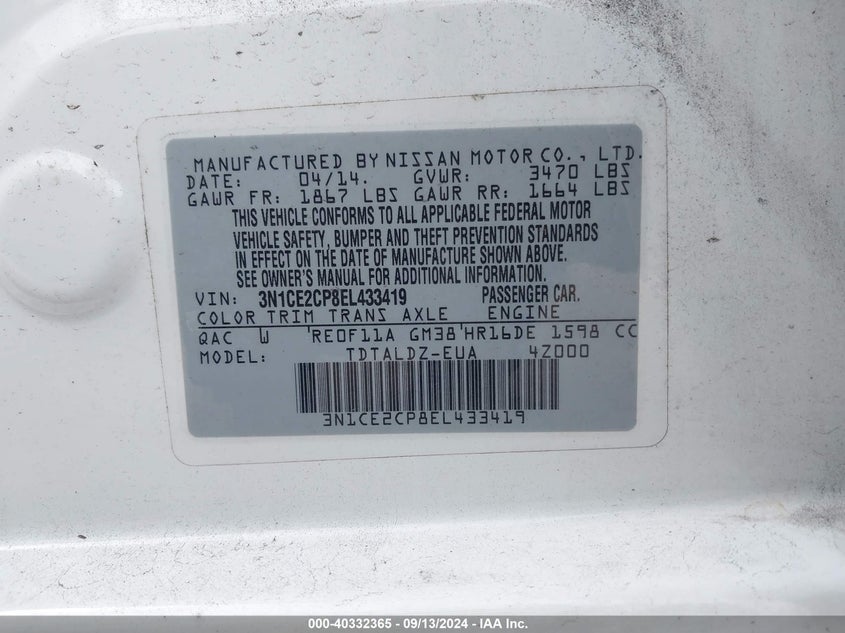 MANUFACTURED BY NISSAN MOTOR CO., LTD.
DATE: 04/14. GVWR: 3470 LBS
GAWR FR: 1867 LBS GAWR RR: 1664 LBS
THIS VEHICLE CONFORMS TO ALL APPLICABLE FEDERAL MOTOR
VEHICLE SAFETY, BUMPER AND THEFT PREVENTION STANDARDS
IN EFFECT ON THE DATE OF MANUFACTURE SHOWN ABOVE.
SEE OWNER'S MANUAL FOR ADDITIONAL INFORMATION.
VIN: 3N1CE2CP8EL433419 PASSENGER CAR.
COLOR TRIM TRANS AXLE ENGINE
QAC W 'RE0F11A GM38'HR16DE 1598 CC
MODEL: TDTALDZ-EUA 4Z000
3N1CE2CP8EL433419
000-40332365 - 09/13/2024 - IAA Inc.